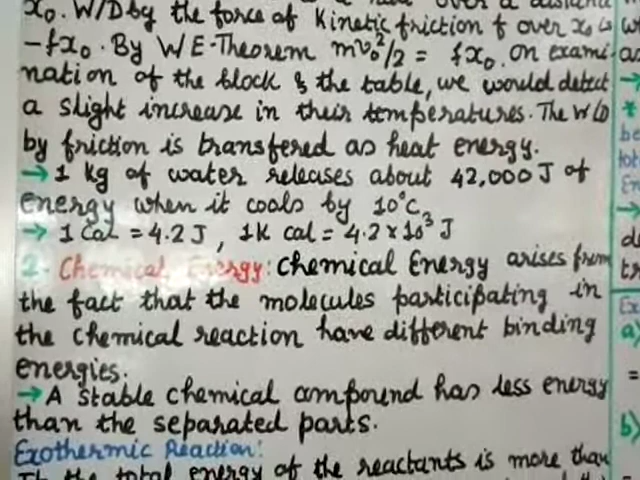 x₀. W/D by the force of kinetic friction f over x₀ is
-fx₀. By WE-Theorem mv₀²/2 = fx₀. On exami-
nation of the block & the table, we would detect
a slight increase in their temperatures. The W/D
by friction is transfered as heat energy.
→ 1 kg of water releases about 42,000 J of
energy when it cools by 10°C.
→ 1 Cal = 4.2 J, 1K cal = 4.2 x 10³ J
2. Chemical Energy: Chemical Energy arises from
the fact that the molecules participating in
the chemical reaction have different binding
energies.
→ A stable chemical compound has less energy
than the separated parts.
Exothermic Reaction:
If the total energy of the reactants is more than
a)
=
b)